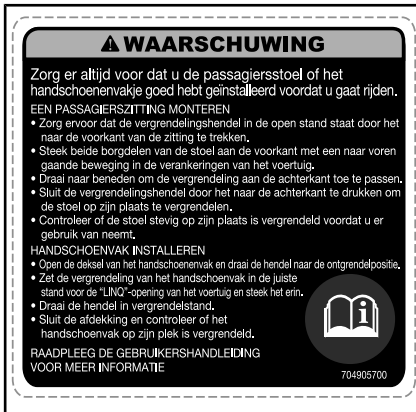 WAARSCHUWING
Zorg er altijd voor dat u de passagiersstoel of het
handschoenenvakje goed hebt geïnstalleerd voordat u gaat rijden.
EEN PASSAGIERSZITTING MONTEREN
• Zorg ervoor dat de vergrendelingshendel in de open stand staat door het
naar de voorkant van de zitting te trekken.
• Steek beide borgdelen van de stoel aan de voorkant met een naar voren
gaande beweging in de verankeringen van het voertuig.
• Draai naar beneden om de vergrendeling aan de achterkant toe te passen.
• Sluit de vergrendelingshendel door het naar de achterkant te drukken om
de stoel op zijn plaats te vergrendelen.
• Controleer of de stoel stevig op zijn plaats is vergrendeld voordat u er
gebruik van neemt.
HANDSCHOENVAK INSTALLEREN
• Open de deksel van het handschoenenvak en draai de hendel naar de ontgrendelpositie.
• Zet de vergrendeling van het handschoenvak in de juiste
stand voor de "LINQ"-opening van het voertuig en steek het erin.
• Draai de hendel in vergrendelstand.
• Sluit de afdekking en controleer of het
handschoenvak op zijn plek is vergrendeld.
RAADPLEEG DE GEBRUIKERSHANDLEIDING
VOOR MEER INFORMATIE
704905700